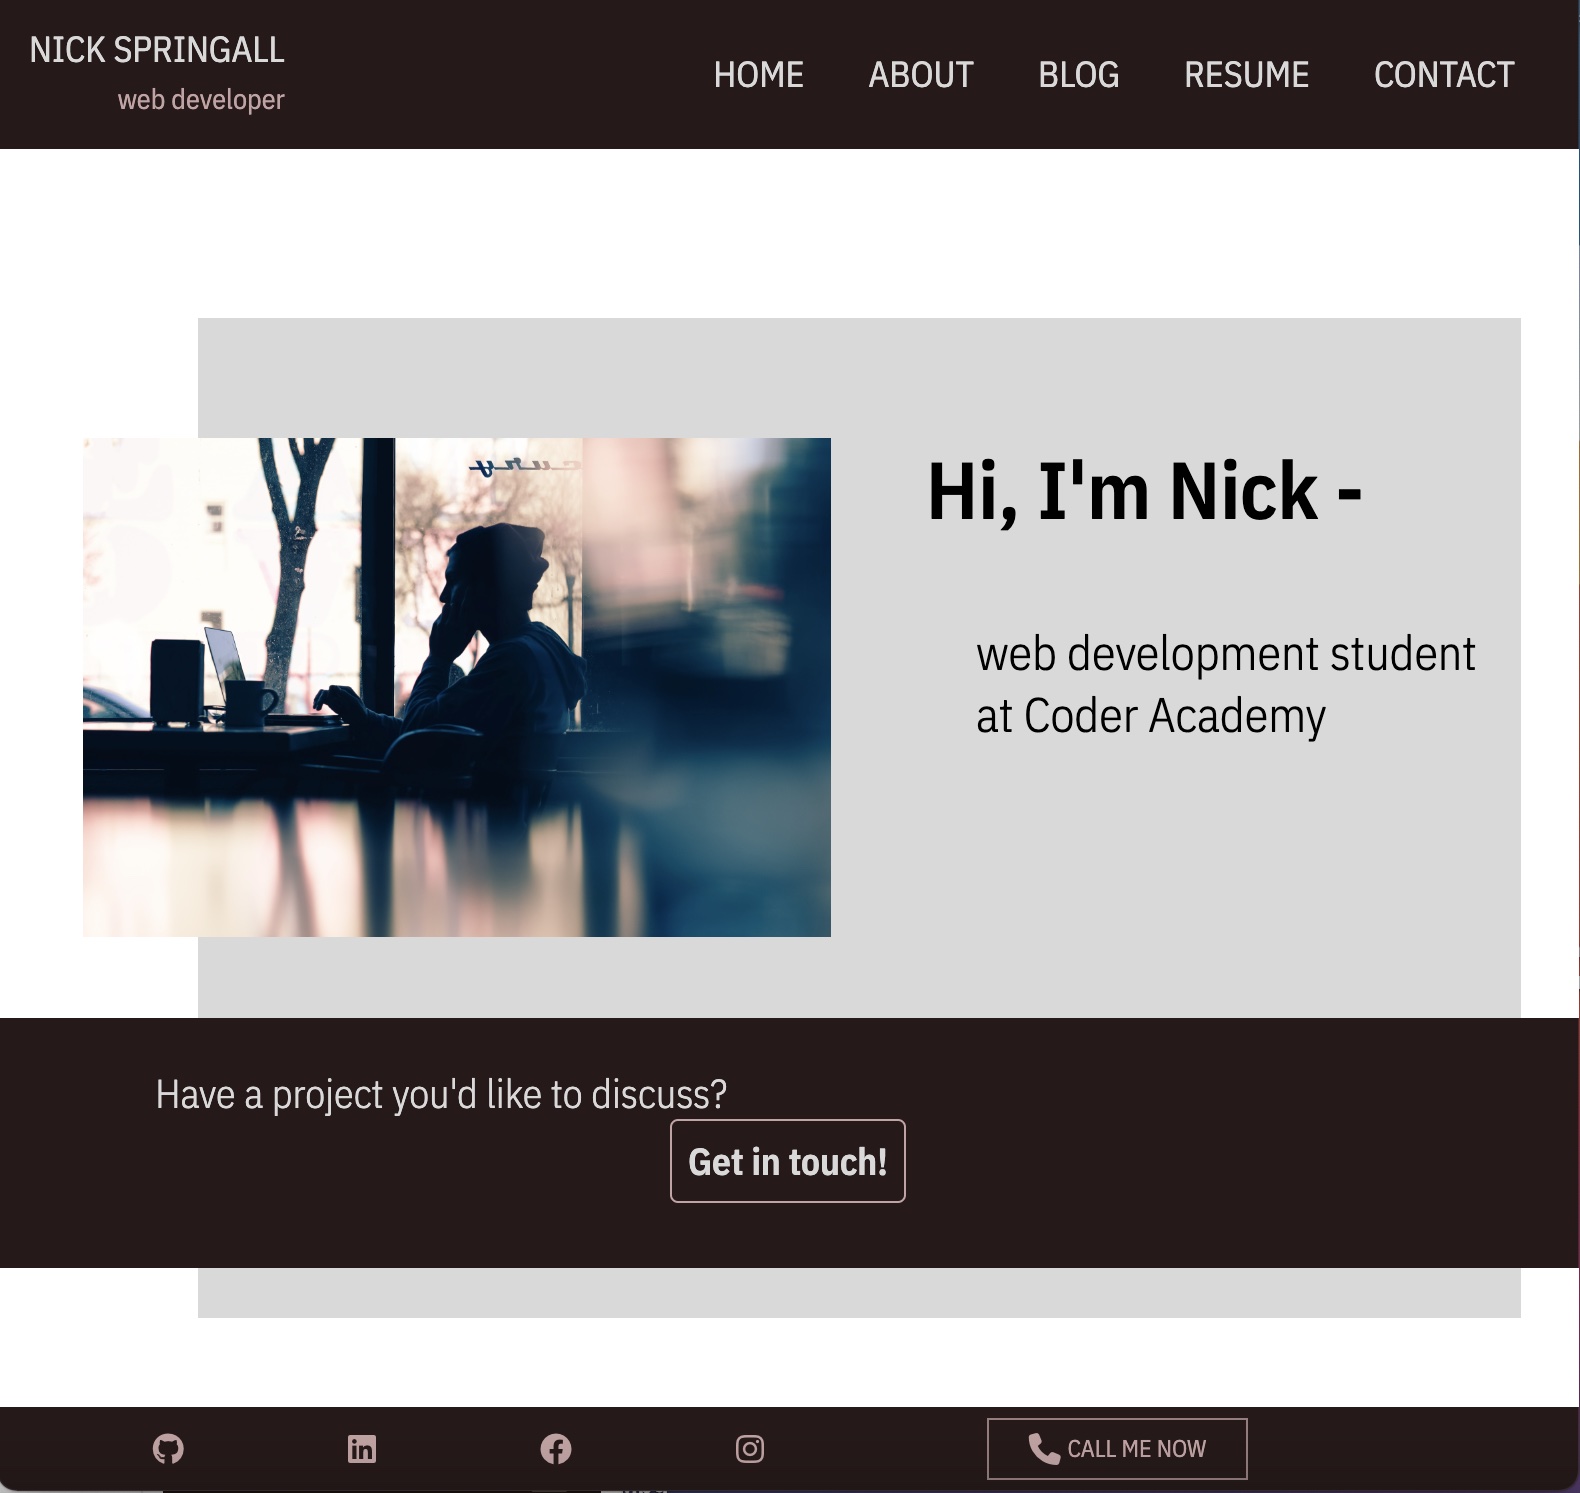 NICK SPRINGALL
web developer
HOME ABOUT BLOG RESUME CONTACT
Hi, I'm Nick -
web development student
at Coder Academy
Have a project you'd like to discuss?
Get in touch!
CALL ME NOW